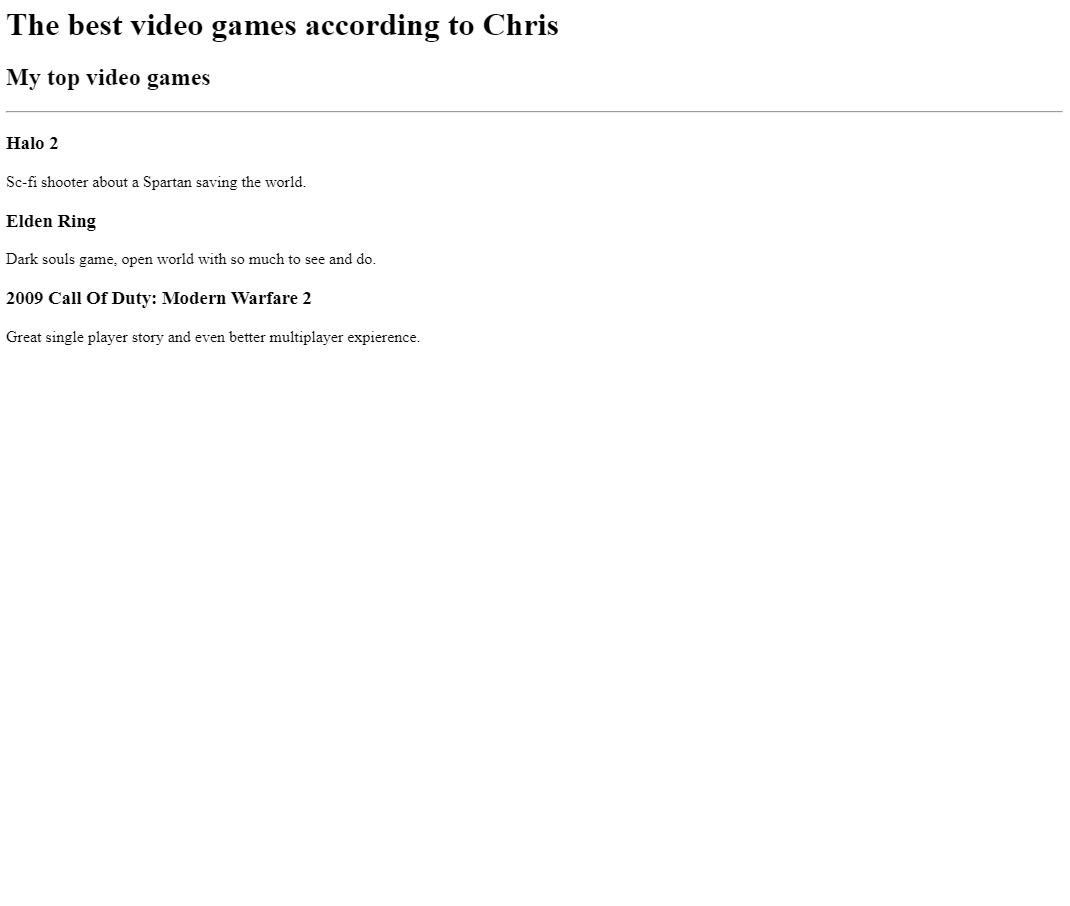 The best video games according to Chris
My top video games
Halo 2
Sc-fi shooter about a Spartan saving the world.
Elden Ring
Dark souls game, open world with so much to see and do.
2009 Call Of Duty: Modern Warfare 2
Great single player story and even better multiplayer expierence.